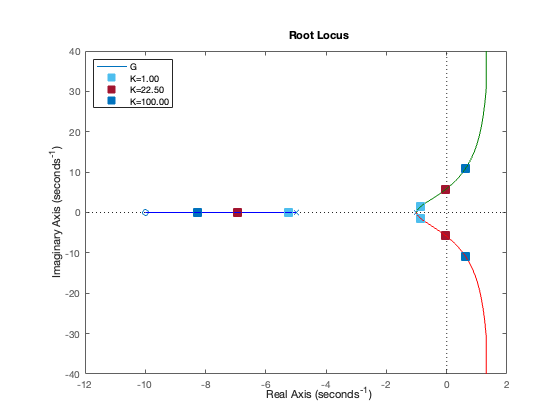 Root Locus
G
K=1.00
K=22.50
K=100.00
Imaginary Axis (seconds⁻¹)
40
30
20
10
0
-10
-20
-30
-40
-12 -10 -8 -6 -4 -2 0 2
Real Axis (seconds⁻¹)